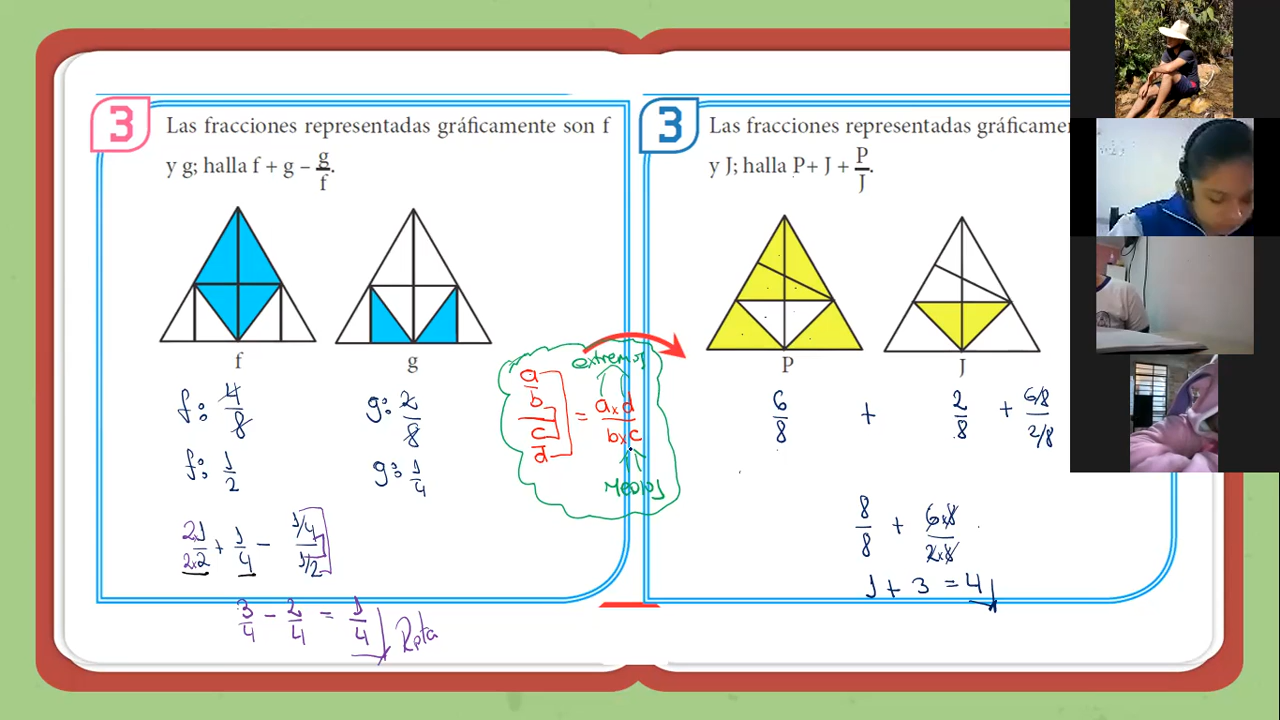 3
Las fracciones representadas gráficamente son f
y g; halla f + g – g/f.
f
g
f: 4/8
g: 2/8
f: 1/2
g: 1/4
2x1/2x2 + 1/4 – 1/4/1/2
3/4 – 2/4 = 1/4 Rpta
extremos
a/b/c/d = axd/bxc
medios
3
Las fracciones representadas gráficamen
y J; halla P + J + P/J.
P
J
6/8 + 2/8 + 6/8/2/8
8/8 + 6x8/2x8
1 + 3 = 4